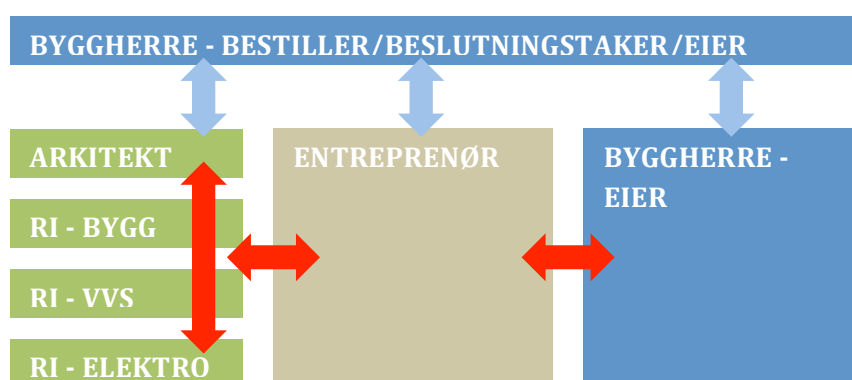 BYGGHERRE - BESTILLER/BESLUTNINGSTAKER/EIER
ARKITEKT
RI - BYGG
RI - VVS
RI - ELEKTRO
ENTREPRENØR
BYGGHERRE -
EIER